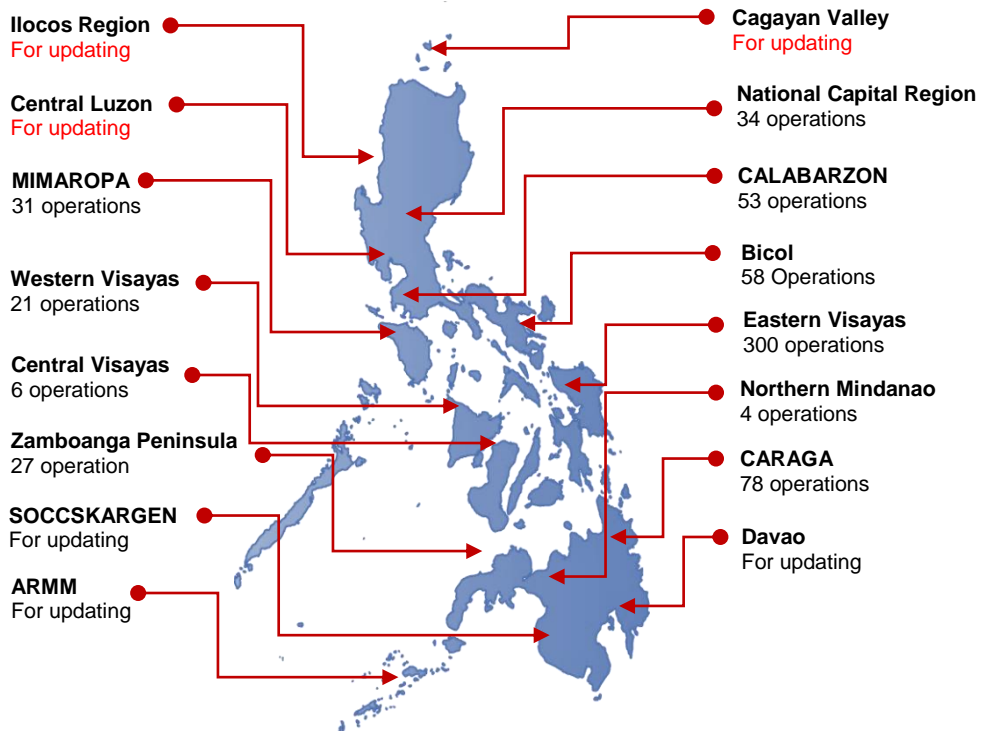 Ilocos Region
For updating
Central Luzon
For updating
MIMAROPA
31 operations
Western Visayas
21 operations
Central Visayas
6 operations
Zamboanga Peninsula
27 operation
SOCCSKARGEN
For updating
ARMM
For updating
Cagayan Valley
For updating
National Capital Region
34 operations
CALABARZON
53 operations
Bicol
58 Operations
Eastern Visayas
300 operations
Northern Mindanao
4 operations
CARAGA
78 operations
Davao
For updating